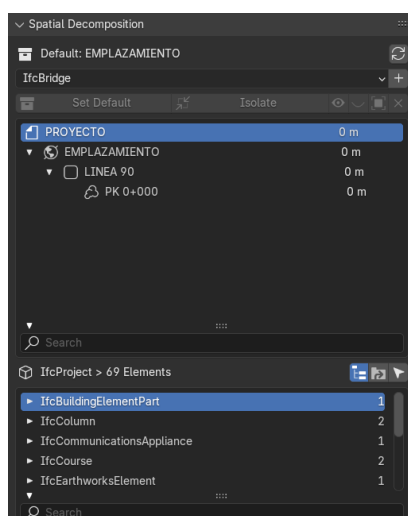 Spatial Decomposition
Default: EMPLAZAMIENTO
IfcBridge
Set Default Isolate
PROYECTO 0 m
EMPLAZAMIENTO 0 m
LINEA 90 0 m
PK 0+000 0 m
Search
IfcProject > 69 Elements
IfcBuildingElementPart 1
IfcColumn 2
IfcCommunicationsAppliance 1
IfcCourse 2
IfcEarthworksElement 1
Search